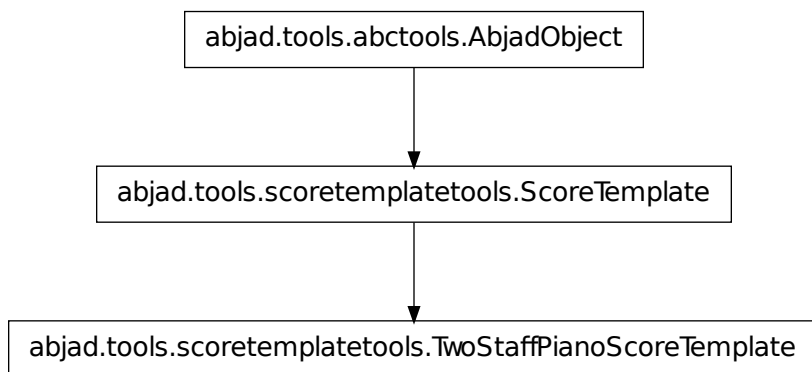 abjad.tools.abctools.AbjadObject
abjad.tools.scoretemplatetools.ScoreTemplate
abjad.tools.scoretemplatetools.TwoStaffPianoScoreTemplate